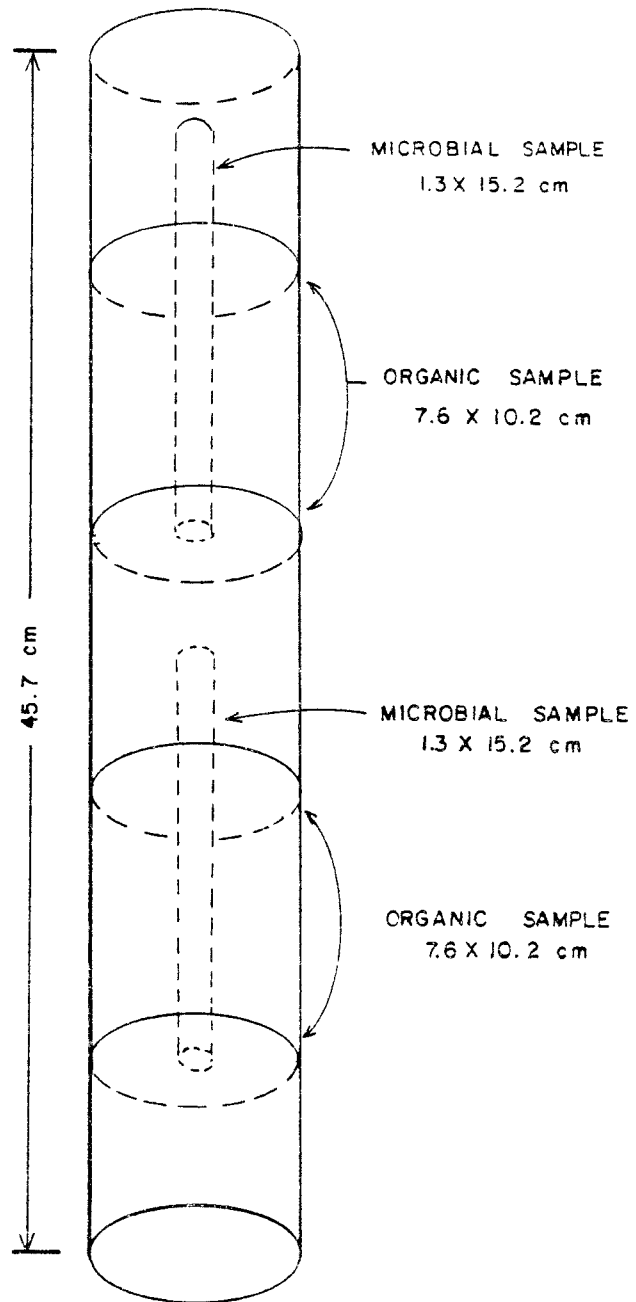 MICROBIAL SAMPLE
1.3 X 15.2 cm
ORGANIC SAMPLE
7.6 X 10.2 cm
45.7 cm
MICROBIAL SAMPLE
1.3 X 15.2 cm
ORGANIC SAMPLE
7.6 X 10.2 cm